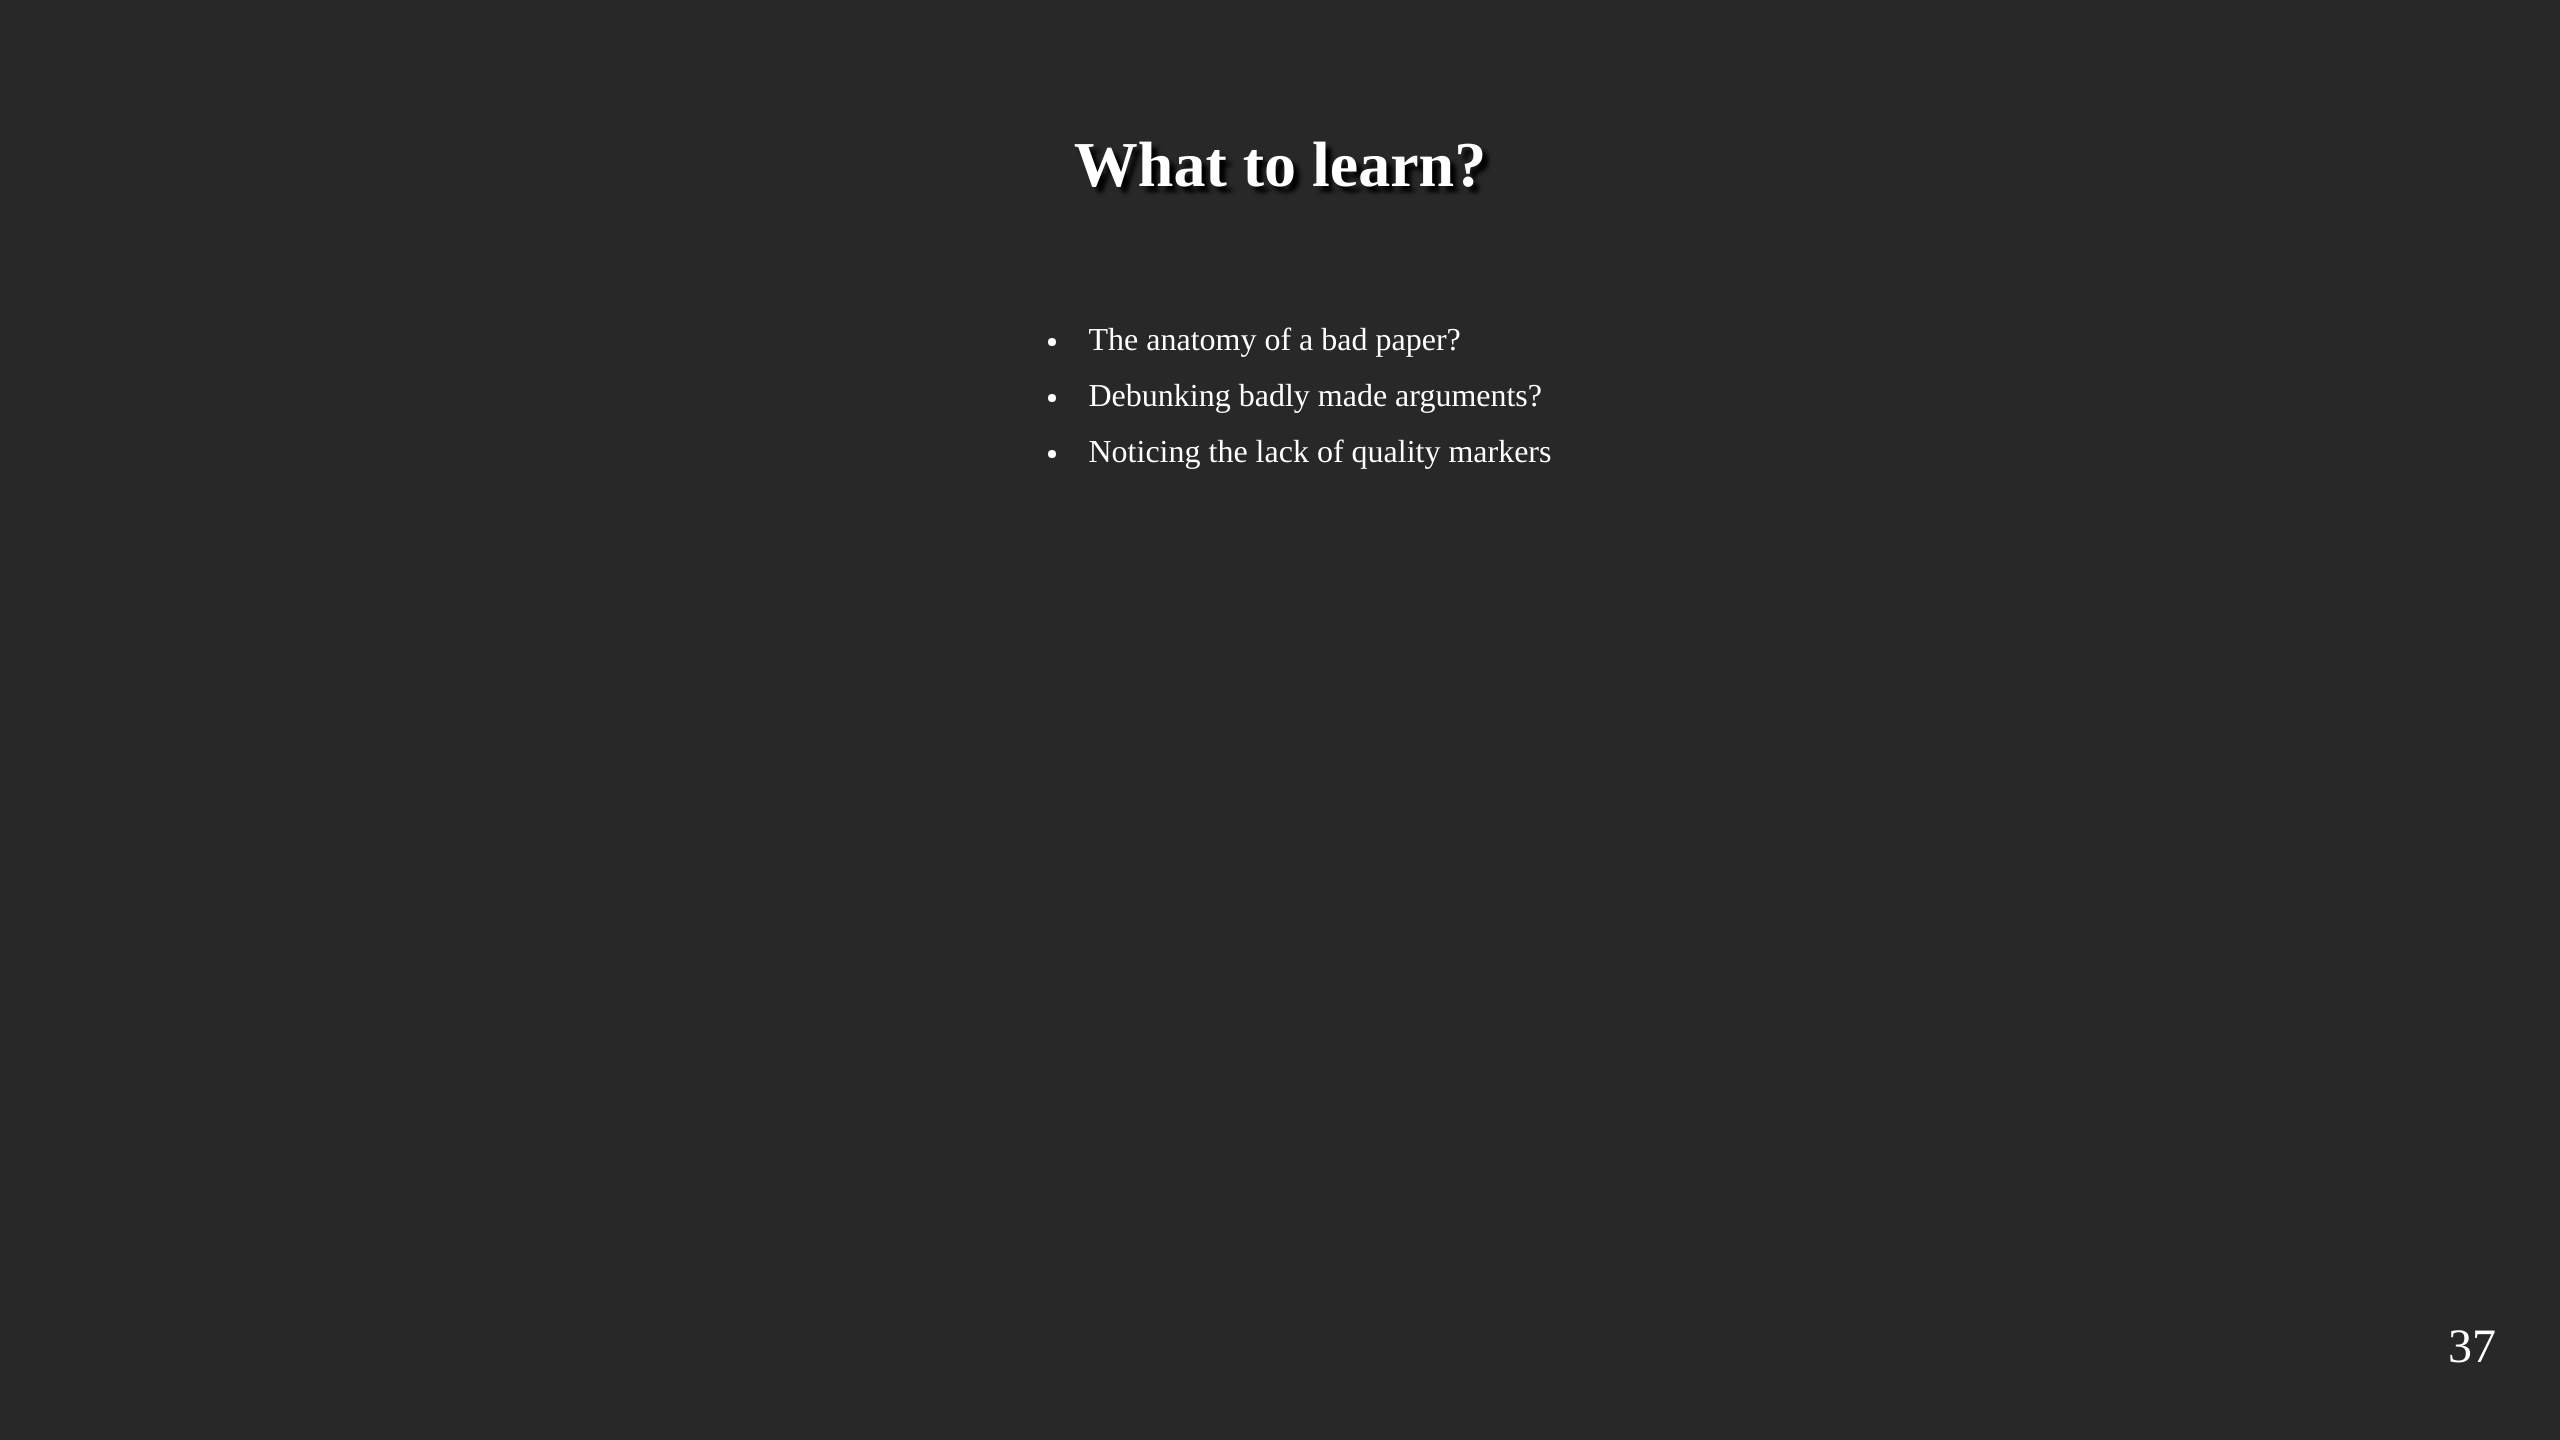 What to learn?
• The anatomy of a bad paper?
• Debunking badly made arguments?
• Noticing the lack of quality markers
37